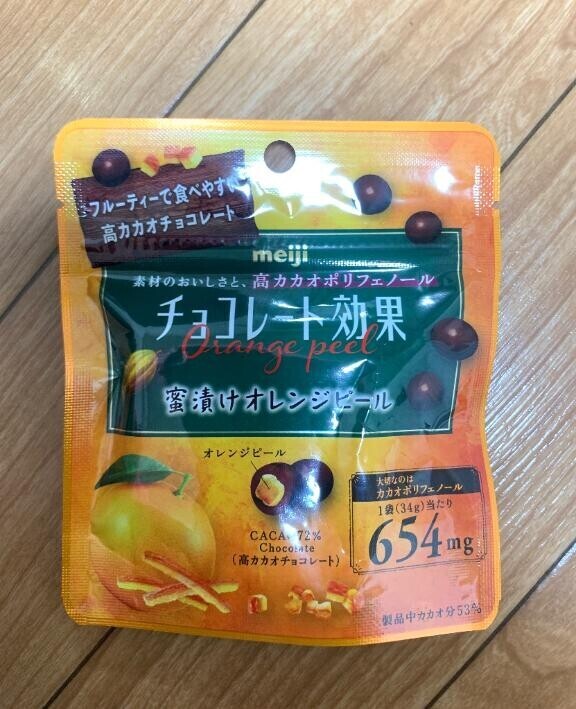 フルーティーで食べやすい
高カカオチョコレート
meiji
素材のおいしさと、高カカオポリフェノール
チョコレート効果
Orange peel
蜜漬けオレンジピール
オレンジピール
CACAO 72%
Chocolate
(高カカオチョコレート)
大切なのは
カカオポリフェノール
1袋(34g)当たり
654mg
製品中カカオ分53%